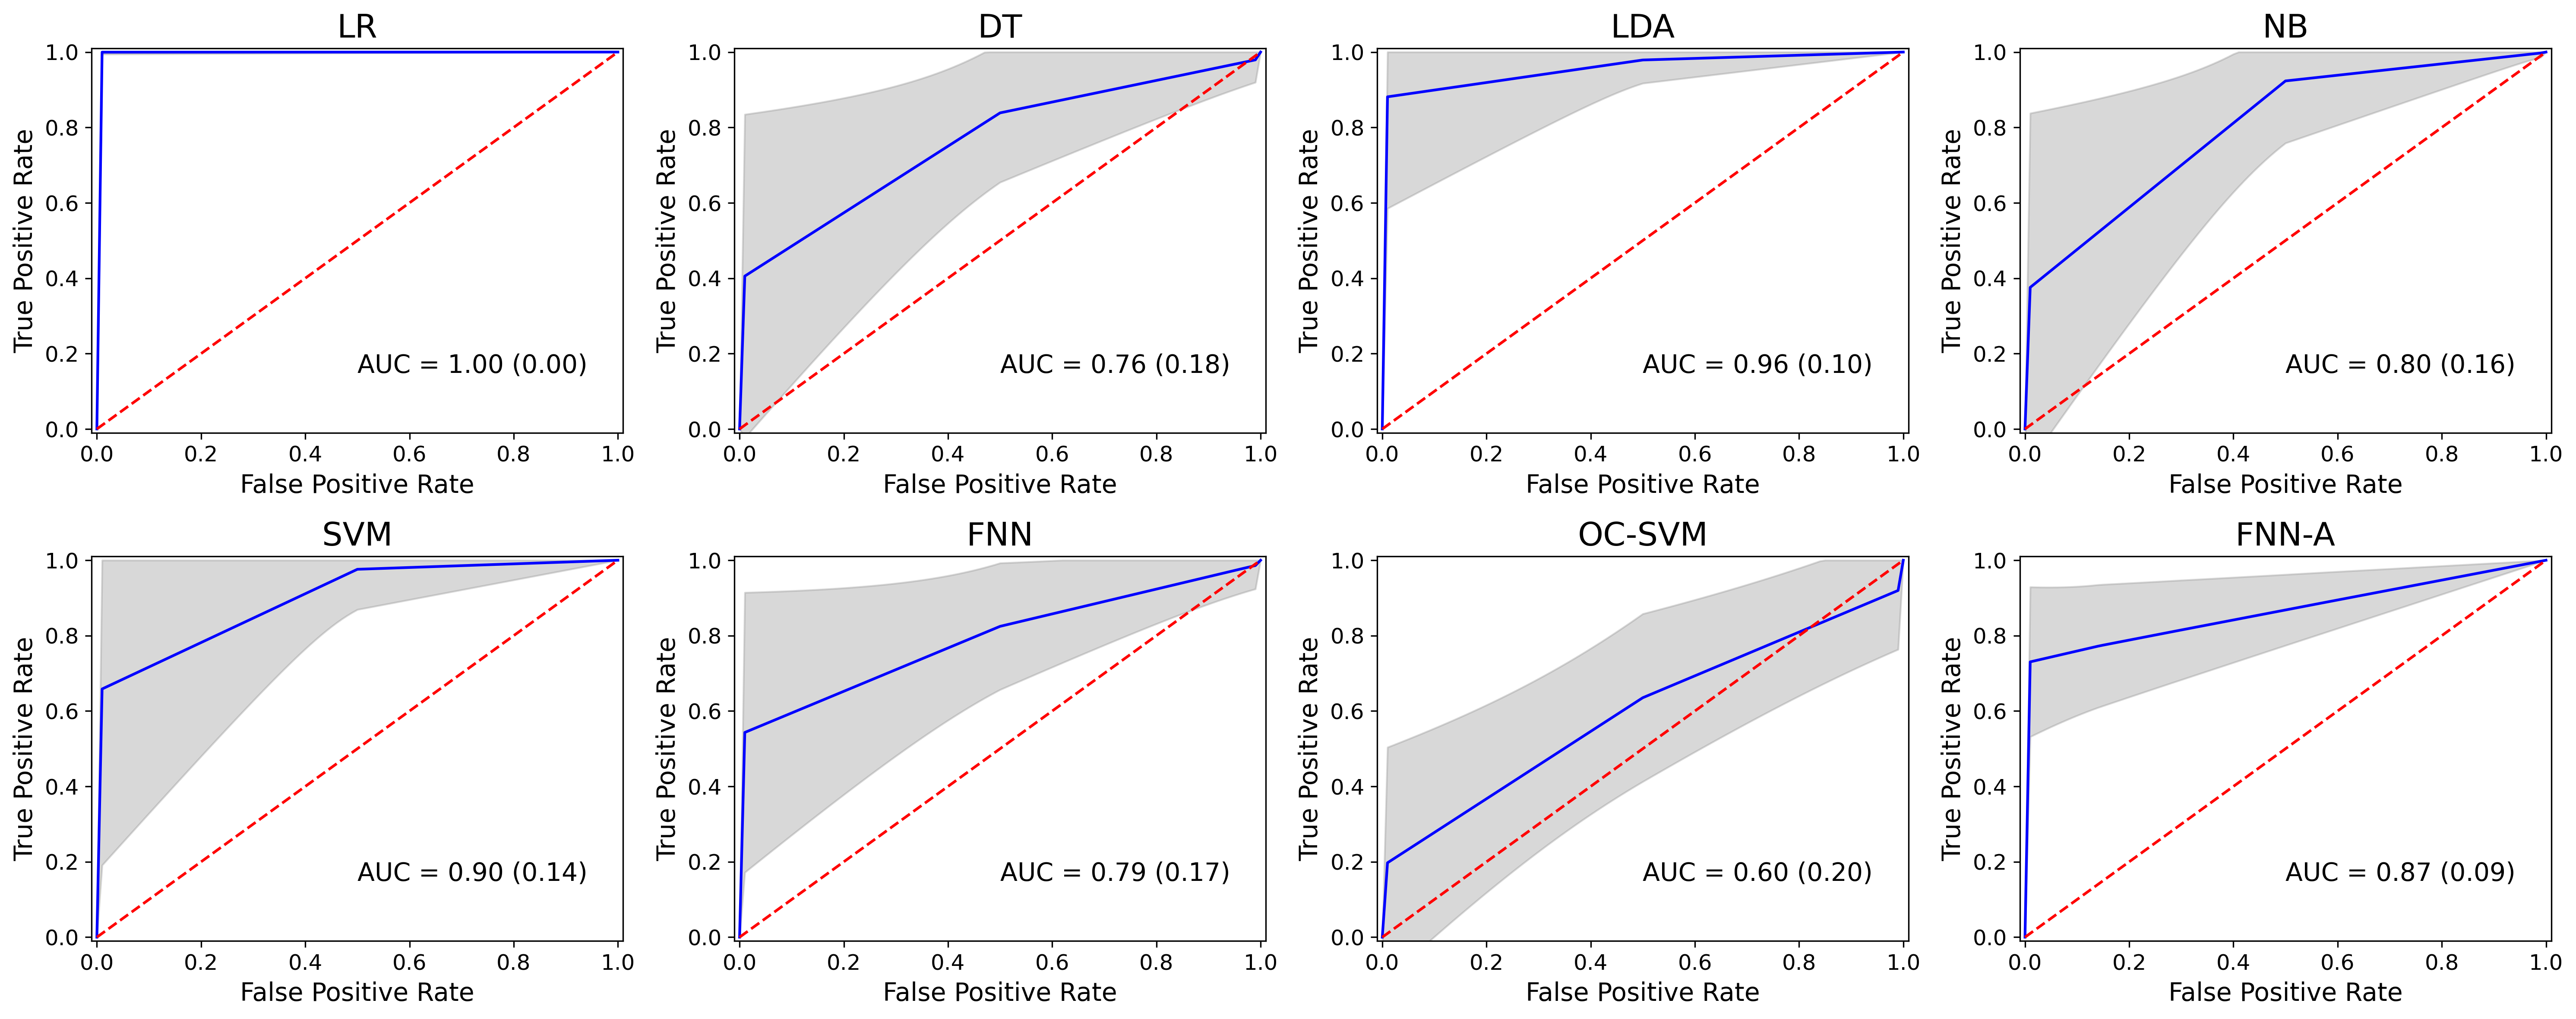 LR
1.0
0.8
0.6
0.4
0.2
0.0
True Positive Rate
AUC = 1.00 (0.00)
0.0 0.2 0.4 0.6 0.8 1.0
False Positive Rate
DT
1.0
0.8
0.6
0.4
0.2
0.0
True Positive Rate
AUC = 0.76 (0.18)
0.0 0.2 0.4 0.6 0.8 1.0
False Positive Rate
LDA
1.0
0.8
0.6
0.4
0.2
0.0
True Positive Rate
AUC = 0.96 (0.10)
0.0 0.2 0.4 0.6 0.8 1.0
False Positive Rate
NB
1.0
0.8
0.6
0.4
0.2
0.0
True Positive Rate
AUC = 0.80 (0.16)
0.0 0.2 0.4 0.6 0.8 1.0
False Positive Rate
SVM
1.0
0.8
0.6
0.4
0.2
0.0
True Positive Rate
AUC = 0.90 (0.14)
0.0 0.2 0.4 0.6 0.8 1.0
False Positive Rate
FNN
1.0
0.8
0.6
0.4
0.2
0.0
True Positive Rate
AUC = 0.79 (0.17)
0.0 0.2 0.4 0.6 0.8 1.0
False Positive Rate
OC-SVM
1.0
0.8
0.6
0.4
0.2
0.0
True Positive Rate
AUC = 0.60 (0.20)
0.0 0.2 0.4 0.6 0.8 1.0
False Positive Rate
FNN-A
1.0
0.8
0.6
0.4
0.2
0.0
True Positive Rate
AUC = 0.87 (0.09)
0.0 0.2 0.4 0.6 0.8 1.0
False Positive Rate